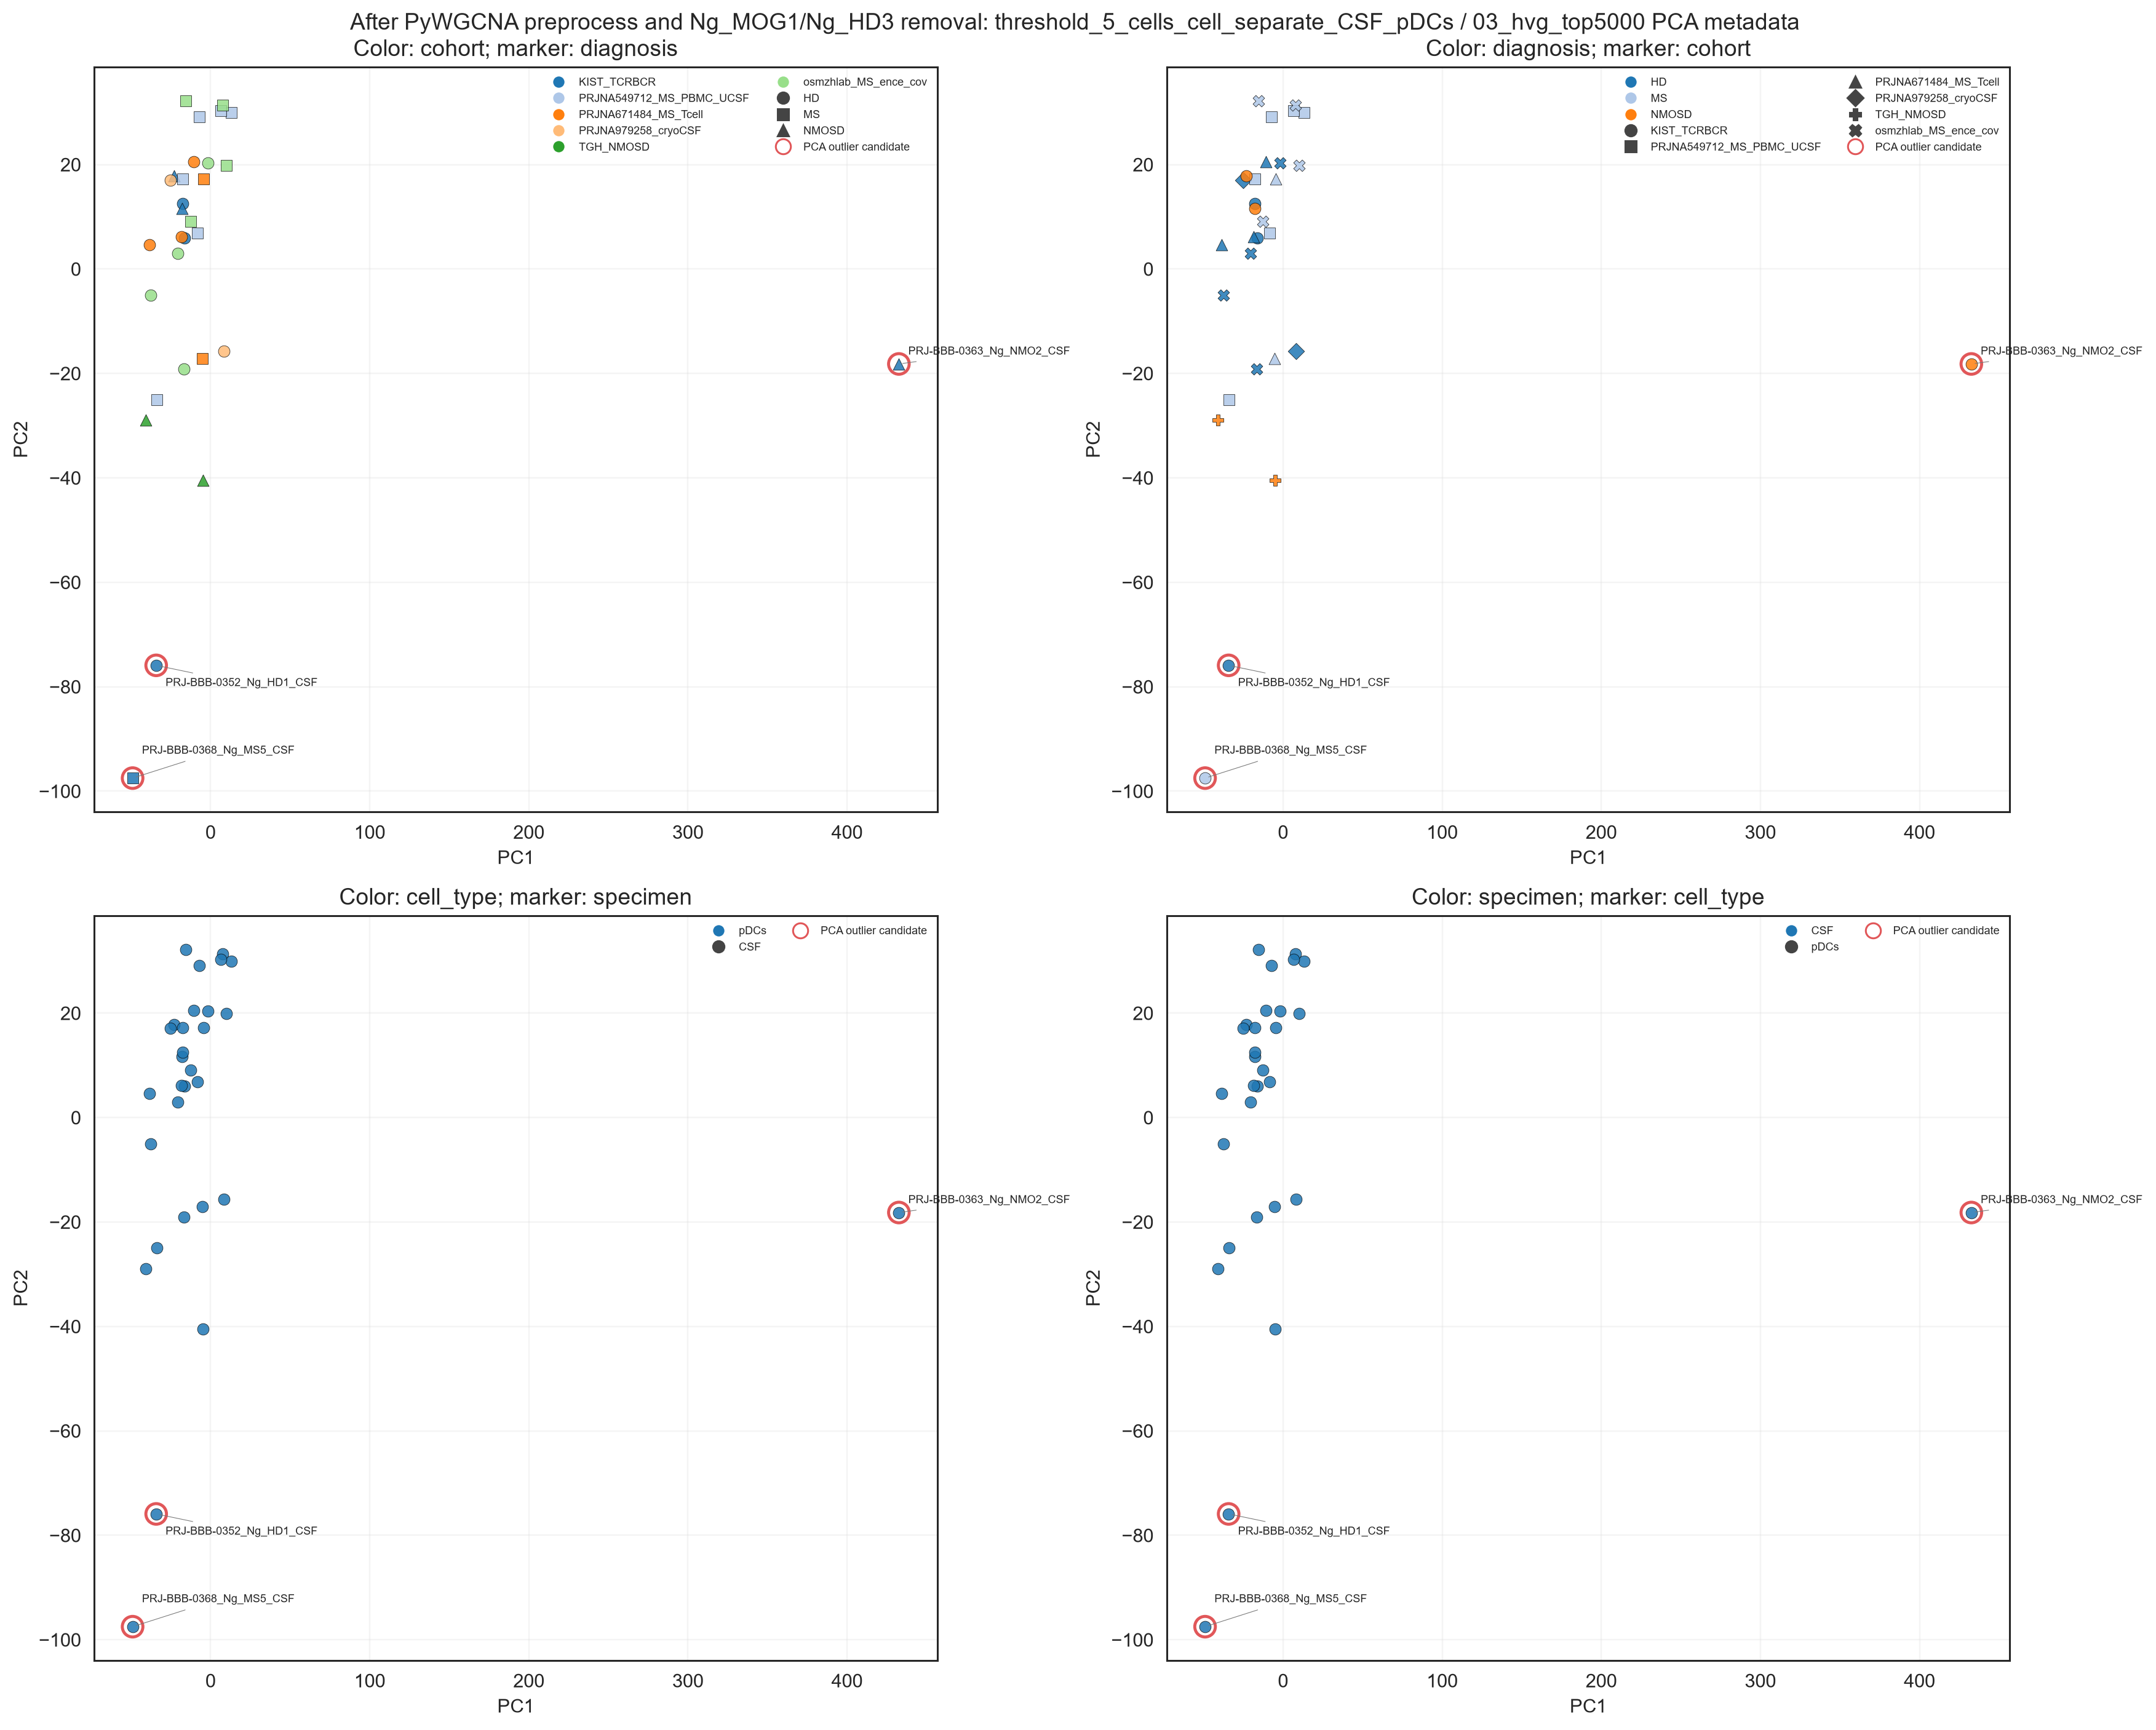 After PyWGCNA preprocess and Ng_MOG1/Ng_HD3 removal: threshold_5_cells_cell_separate_CSF_pDCs / 03_hvg_top5000 PCA metadata
Color: cohort; marker: diagnosis
KIST_TCRBCR
PRJNA549712_MS_PBMC_UCSF
PRJNA671484_MS_Tcell
PRJNA979258_cryoCSF
TGH_NMOSD
osmzhlab_MS_ence_cov
HD
MS
NMOSD
PCA outlier candidate
20
0
−20
−40
−60
−80
−100
PC2
PRJ-BBB-0363_Ng_NMO2_CSF
PRJ-BBB-0352_Ng_HD1_CSF
PRJ-BBB-0368_Ng_MS5_CSF
0 100 200 300 400
PC1
Color: diagnosis; marker: cohort
HD
MS
NMOSD
KIST_TCRBCR
PRJNA549712_MS_PBMC_UCSF
PRJNA671484_MS_Tcell
PRJNA979258_cryoCSF
TGH_NMOSD
osmzhlab_MS_ence_cov
PCA outlier candidate
20
0
−20
−40
−60
−80
−100
PC2
PRJ-BBB-0363_Ng_NMO2_CSF
PRJ-BBB-0352_Ng_HD1_CSF
PRJ-BBB-0368_Ng_MS5_CSF
0 100 200 300 400
PC1
Color: cell_type; marker: specimen
pDCs
CSF
PCA outlier candidate
20
0
−20
−40
−60
−80
−100
PC2
PRJ-BBB-0363_Ng_NMO2_CSF
PRJ-BBB-0352_Ng_HD1_CSF
PRJ-BBB-0368_Ng_MS5_CSF
0 100 200 300 400
PC1
Color: specimen; marker: cell_type
CSF
pDCs
PCA outlier candidate
20
0
−20
−40
−60
−80
−100
PC2
PRJ-BBB-0363_Ng_NMO2_CSF
PRJ-BBB-0352_Ng_HD1_CSF
PRJ-BBB-0368_Ng_MS5_CSF
0 100 200 300 400
PC1